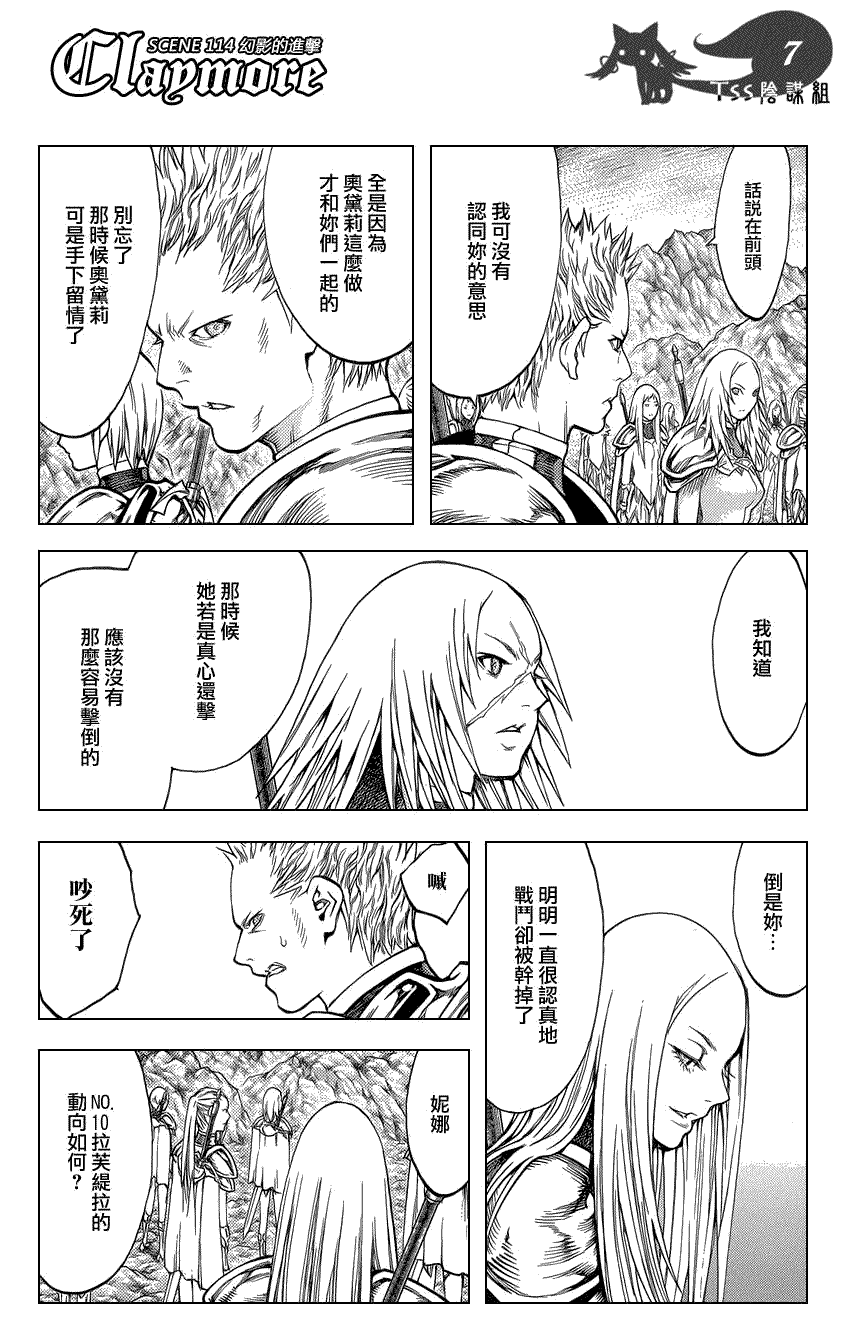 SCENE 114 幻影的進擊
Claymore
7
TSS陰謀組
話説在前頭
我可沒有
認同妳的意思
全是因為
奧黛莉這麼做
才和妳們一起的
別忘了
那時候奧黛莉
可是手下留情了
我知道
那時候
她若是真心還擊
應該沒有
那麼容易擊倒的
倒是妳…
明明一直很認真地
戰鬥卻被幹掉了
喊
吵死了
妮娜
NO.10拉芙緹拉的
動向如何?